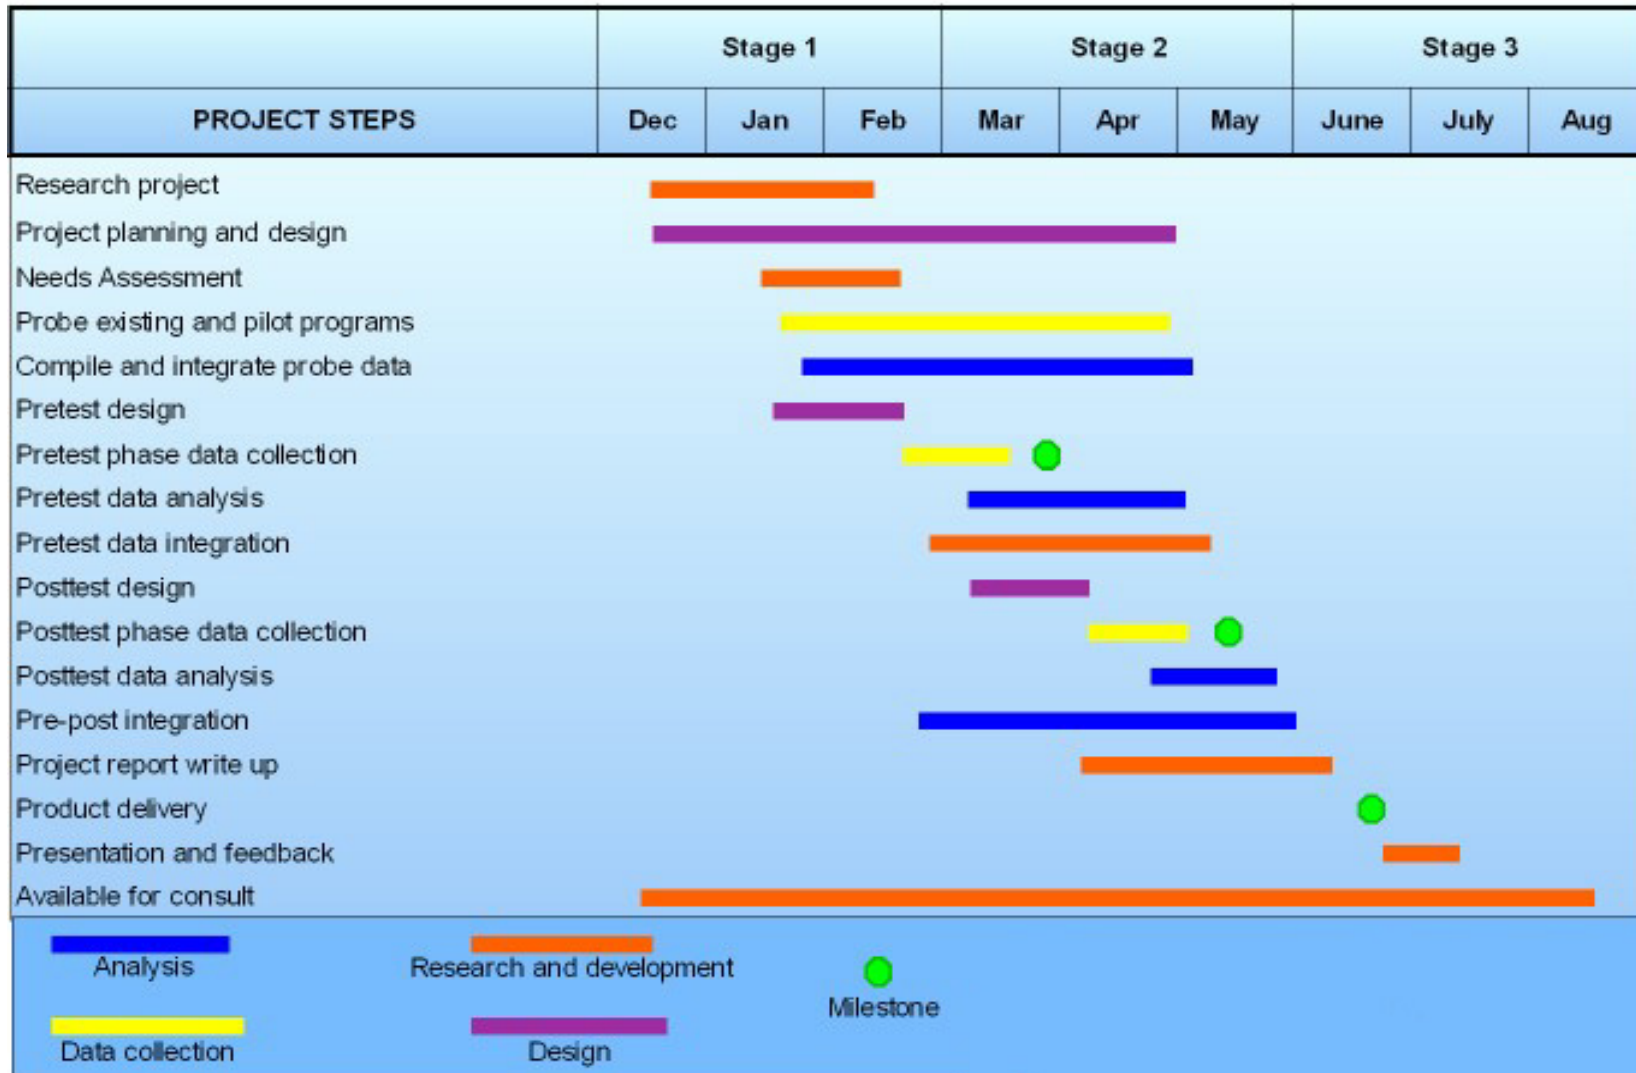 Stage 1 Stage 2 Stage 3
PROJECT STEPS Dec Jan Feb Mar Apr May June July Aug
Research project
Project planning and design
Needs Assessment
Probe existing and pilot programs
Compile and integrate probe data
Pretest design
Pretest phase data collection
Pretest data analysis
Pretest data integration
Posttest design
Posttest phase data collection
Posttest data analysis
Pre-post integration
Project report write up
Product delivery
Presentation and feedback
Available for consult
Analysis Research and development
Milestone
Data collection Design